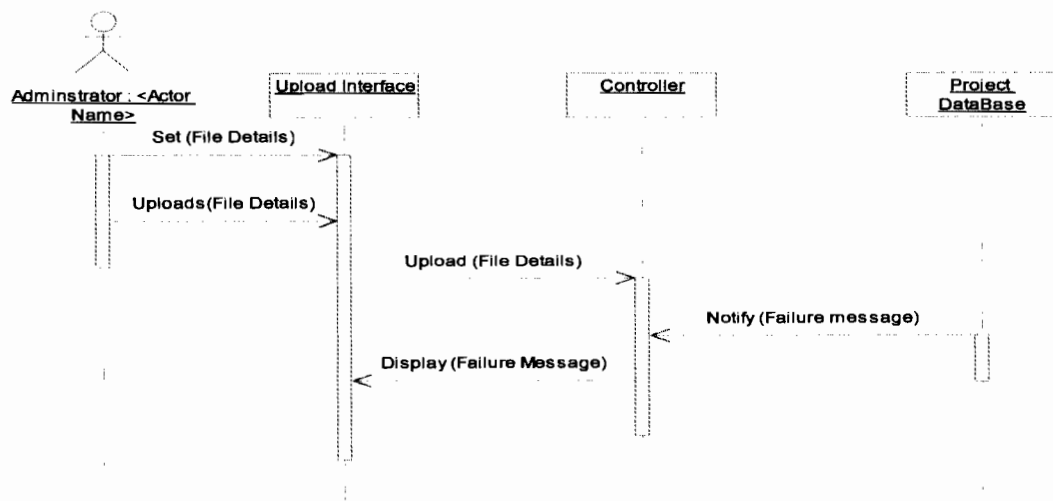 Adminstrator : <Actor
Name>
Upload Interface
Controller
Project
DataBase
Set (File Details)
Uploads(File Details)
Upload (File Details)
Notify (Failure message)
Display (Failure Message)